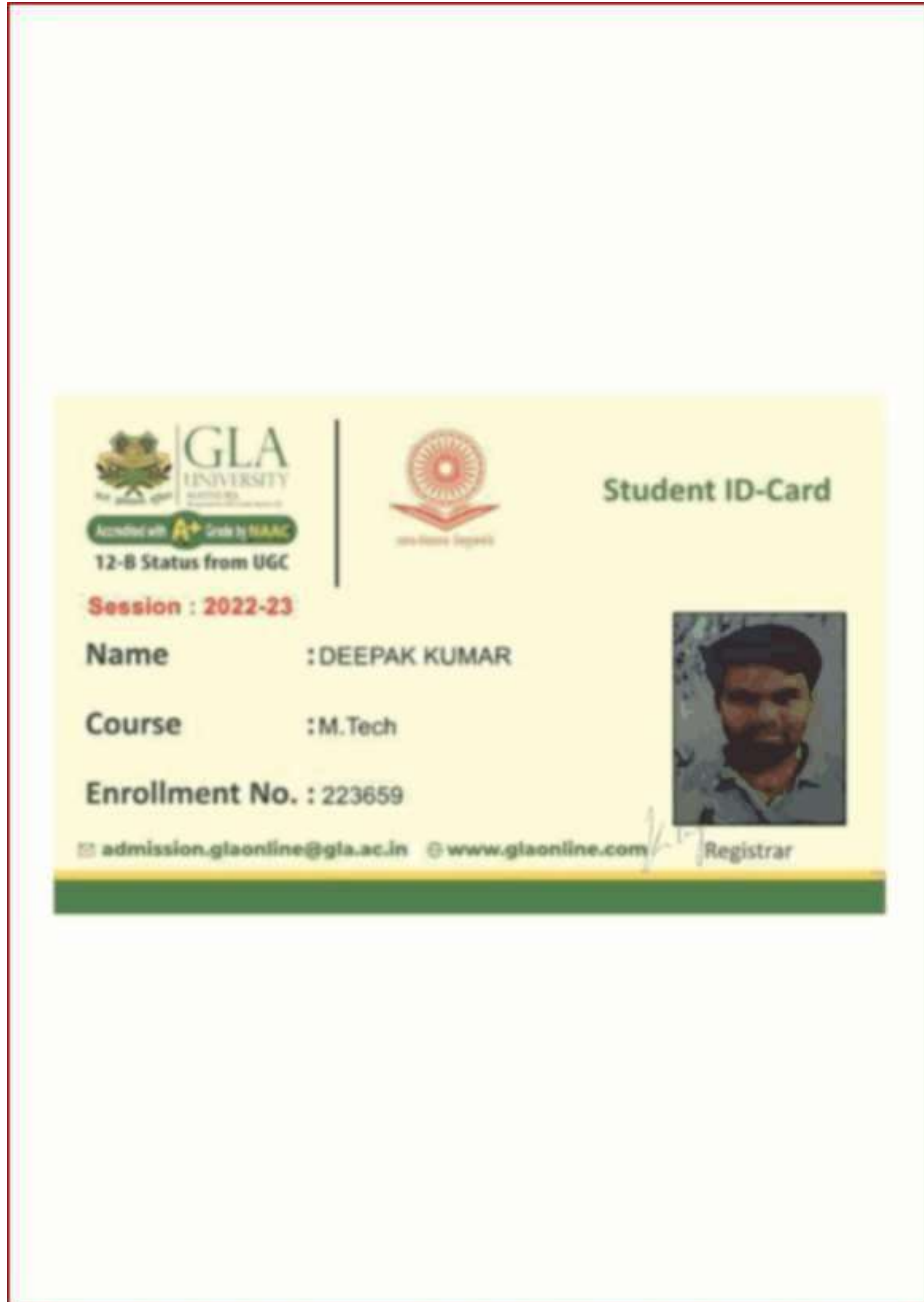 GLA
UNIVERSITY
Accredited with A+ Grade by NAAC
12-B Status from UGC
Student ID-Card
Session : 2022-23
Name : DEEPAK KUMAR
Course : M.Tech
Enrollment No. : 223659
admission.glaonline@gla.ac.in www.glaonline.com
Registrar